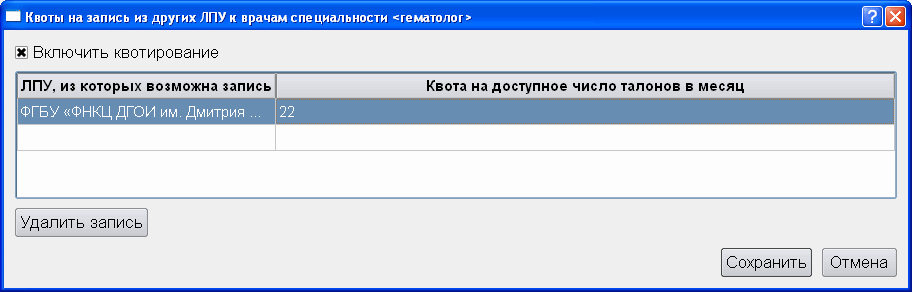 Квоты на запись из других ЛПУ к врачам специальности <гематолог>
Включить квотирование
ЛПУ, из которых возможна запись Квота на доступное число талонов в месяц
ФГБУ «ФНКЦ ДГОИ им. Дмитрия ... 22
Удалить запись
Сохранить Отмена